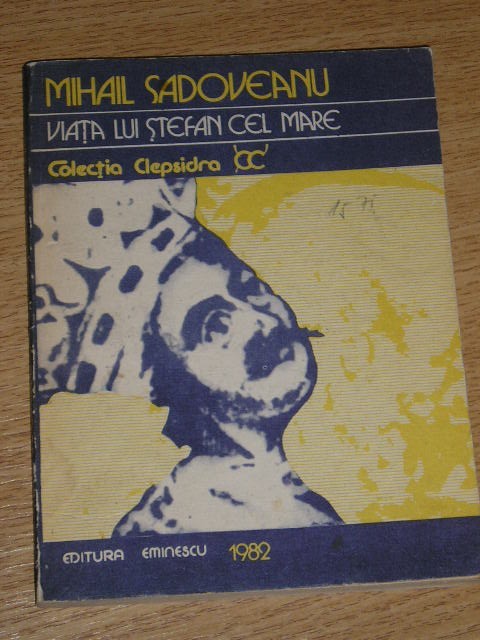 MIHAIL SADOVEANU
VIAȚA LUI ȘTEFAN CEL MARE
Colecția Clepsidra CC
EDITURA EMINESCU 1982